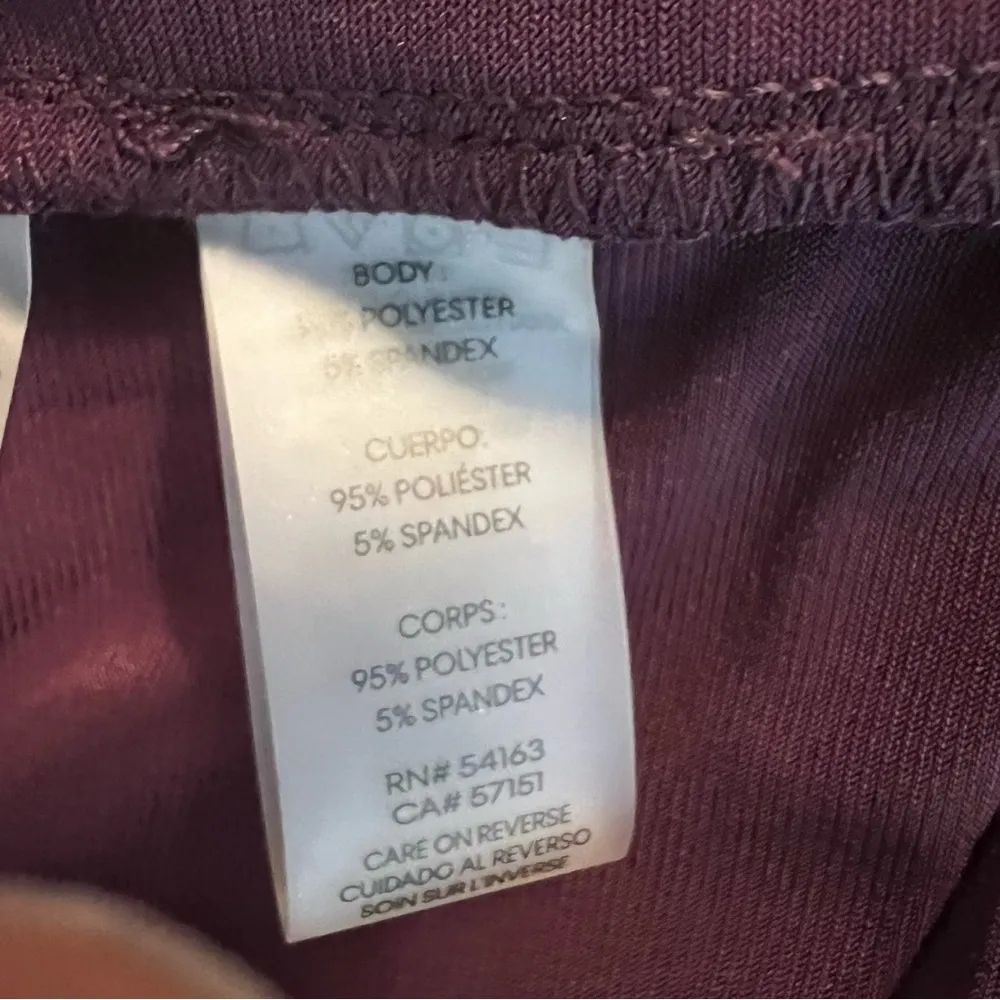 BODY:
POLYESTER
5% SPANDEX
CUERPO:
95% POLIÉSTER
5% SPANDEX
CORPS:
95% POLYESTER
5% SPANDEX
RN# 54163
CA# 57151
CARE ON REVERSE
CUIDADO AL REVERSO
SOIN SUR L'INVERSE